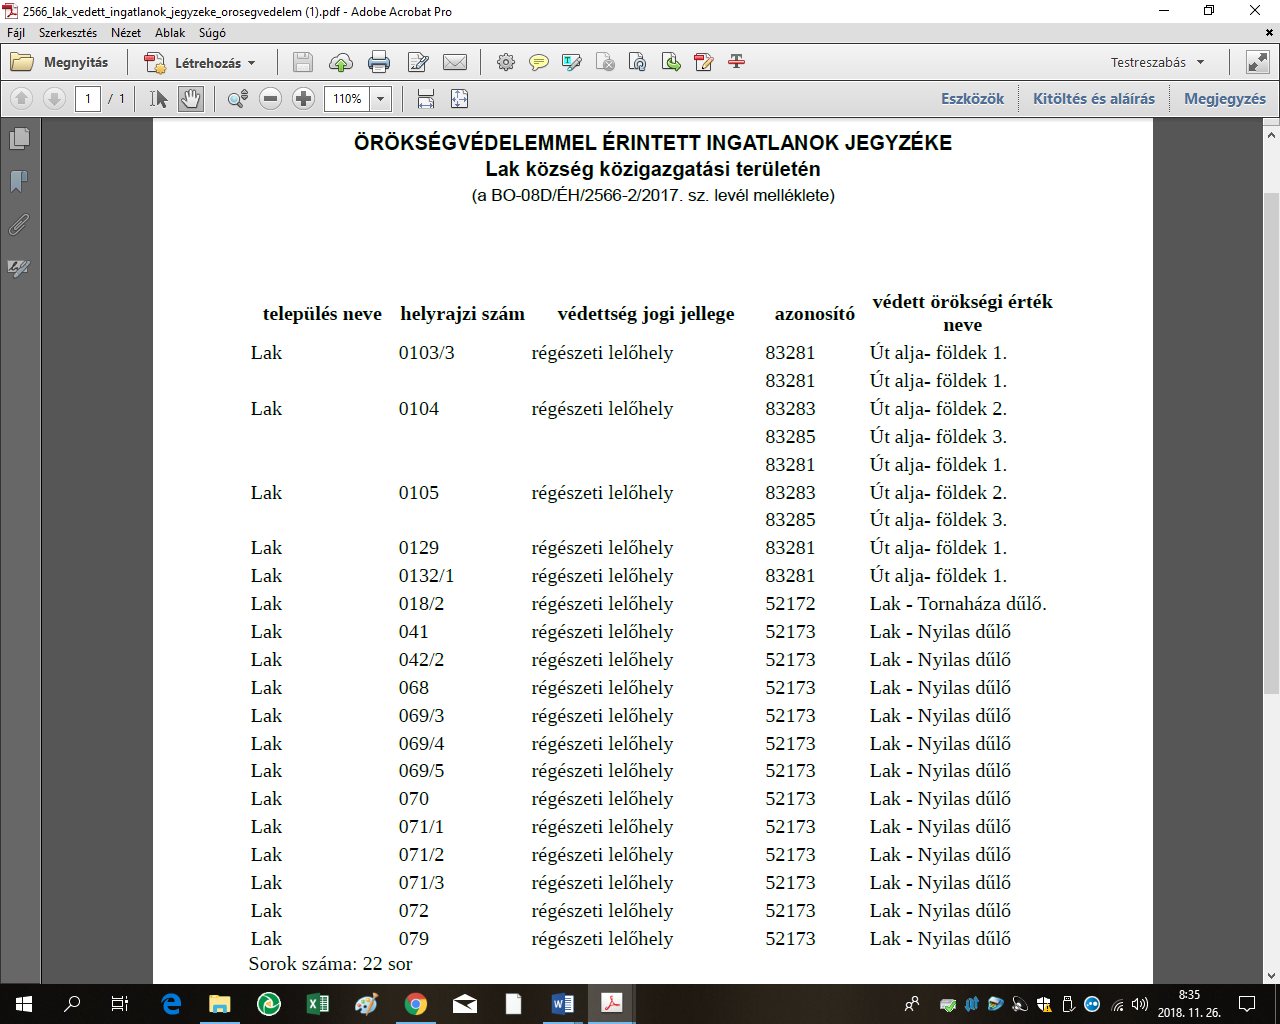 2566_lak_vedett_ingatlanok_jegyzeke_orosegvedelem (1).pdf - Adobe Acrobat Pro
Fájl Szerkesztés Nézet Ablak Súgó
Megnyitás Létrehozás Testreszabás
1 / 1 110% Eszközök Kitöltés és aláírás Megjegyzés
ÖRÖKSÉGVÉDELEMMEL ÉRINTETT INGATLANOK JEGYZÉKE
Lak község közigazgatási területén
(a BO-08D/ÉH/2566-2/2017. sz. levél melléklete)
település neve helyrajzi szám védettség jogi jellege azonosító védett örökségi érték neve
Lak 0103/3 régészeti lelőhely 83281 Út alja- földek 1.
83281 Út alja- földek 1.
Lak 0104 régészeti lelőhely 83283 Út alja- földek 2.
83285 Út alja- földek 3.
83281 Út alja- földek 1.
Lak 0105 régészeti lelőhely 83283 Út alja- földek 2.
83285 Út alja- földek 3.
Lak 0129 régészeti lelőhely 83281 Út alja- földek 1.
Lak 0132/1 régészeti lelőhely 83281 Út alja- földek 1.
Lak 018/2 régészeti lelőhely 52172 Lak - Tornaháza dűlő.
Lak 041 régészeti lelőhely 52173 Lak - Nyilas dűlő
Lak 042/2 régészeti lelőhely 52173 Lak - Nyilas dűlő
Lak 068 régészeti lelőhely 52173 Lak - Nyilas dűlő
Lak 069/3 régészeti lelőhely 52173 Lak - Nyilas dűlő
Lak 069/4 régészeti lelőhely 52173 Lak - Nyilas dűlő
Lak 069/5 régészeti lelőhely 52173 Lak - Nyilas dűlő
Lak 070 régészeti lelőhely 52173 Lak - Nyilas dűlő
Lak 071/1 régészeti lelőhely 52173 Lak - Nyilas dűlő
Lak 071/2 régészeti lelőhely 52173 Lak - Nyilas dűlő
Lak 071/3 régészeti lelőhely 52173 Lak - Nyilas dűlő
Lak 072 régészeti lelőhely 52173 Lak - Nyilas dűlő
Lak 079 régészeti lelőhely 52173 Lak - Nyilas dűlő
Sorok száma: 22 sor
8:35
2018. 11. 26.